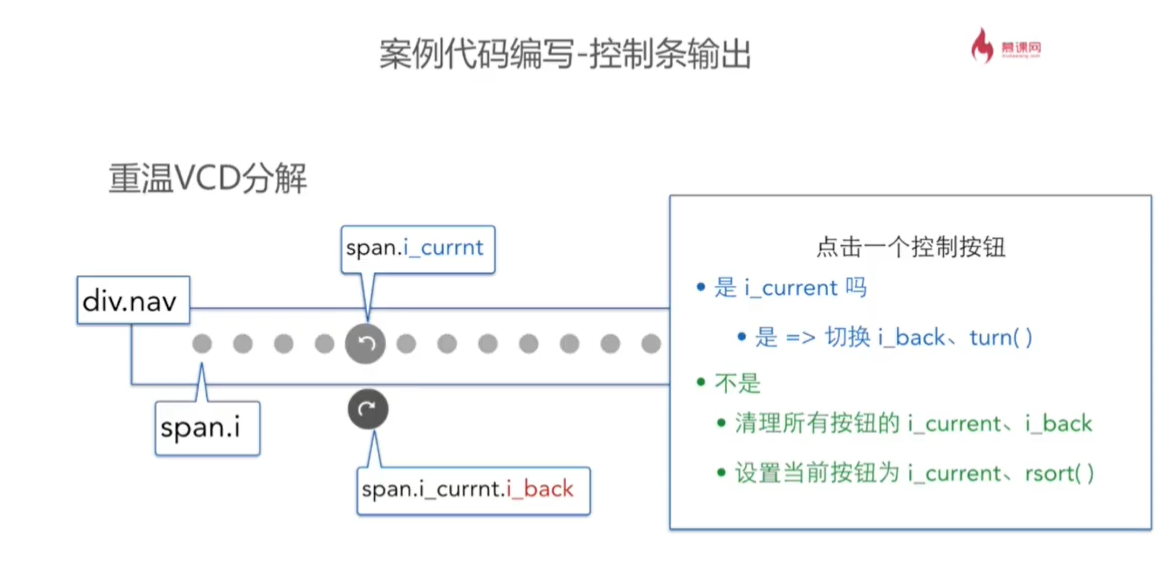 案例代码编写-控制条输出
慕课网
重温VCD分解
span.i_currnt
div.nav
span.i
span.i_currnt.i_back
点击一个控制按钮
是 i_current 吗
是 => 切换 i_back、turn( )
不是
清理所有按钮的 i_current、i_back
设置当前按钮为 i_current、rsort( )